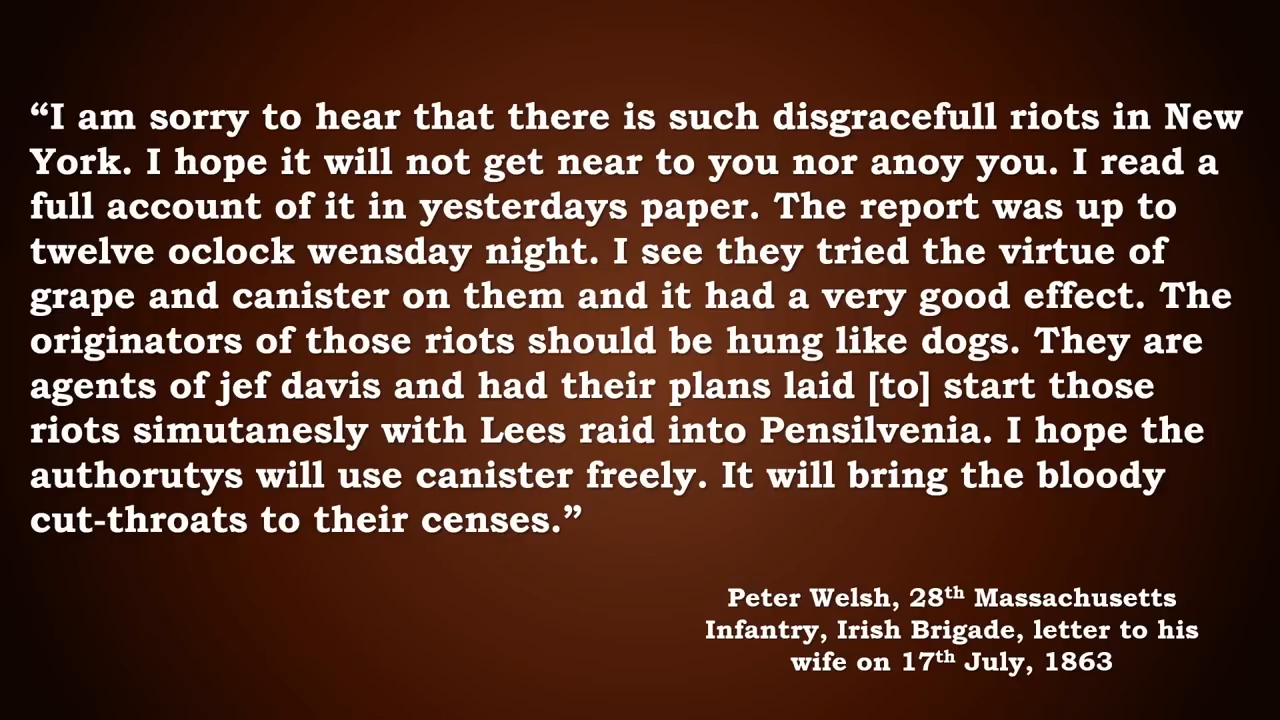 “I am sorry to hear that there is such disgracefull riots in New
York. I hope it will not get near to you nor anoy you. I read a
full account of it in yesterdays paper. The report was up to
twelve oclock wensday night. I see they tried the virtue of
grape and canister on them and it had a very good effect. The
originators of those riots should be hung like dogs. They are
agents of jef davis and had their plans laid [to] start those
riots simutanesly with Lees raid into Pensilvenia. I hope the
authorutys will use canister freely. It will bring the bloody
cut-throats to their censes.”
Peter Welsh, 28th Massachusetts
Infantry, Irish Brigade, letter to his
wife on 17th July, 1863